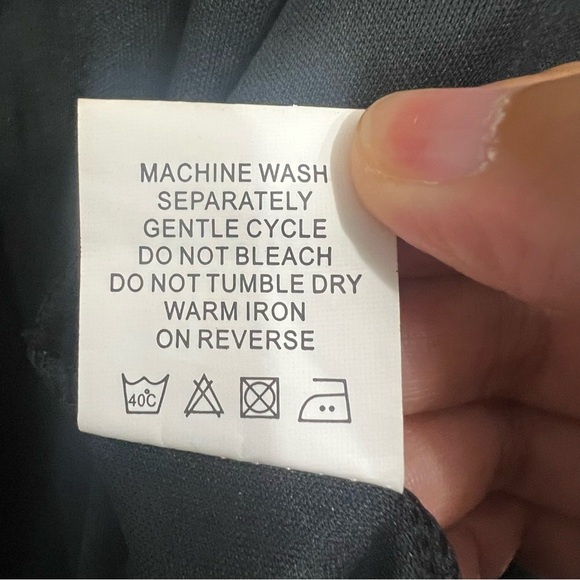 MACHINE WASH
SEPARATELY
GENTLE CYCLE
DO NOT BLEACH
DO NOT TUMBLE DRY
WARM IRON
ON REVERSE
40°C